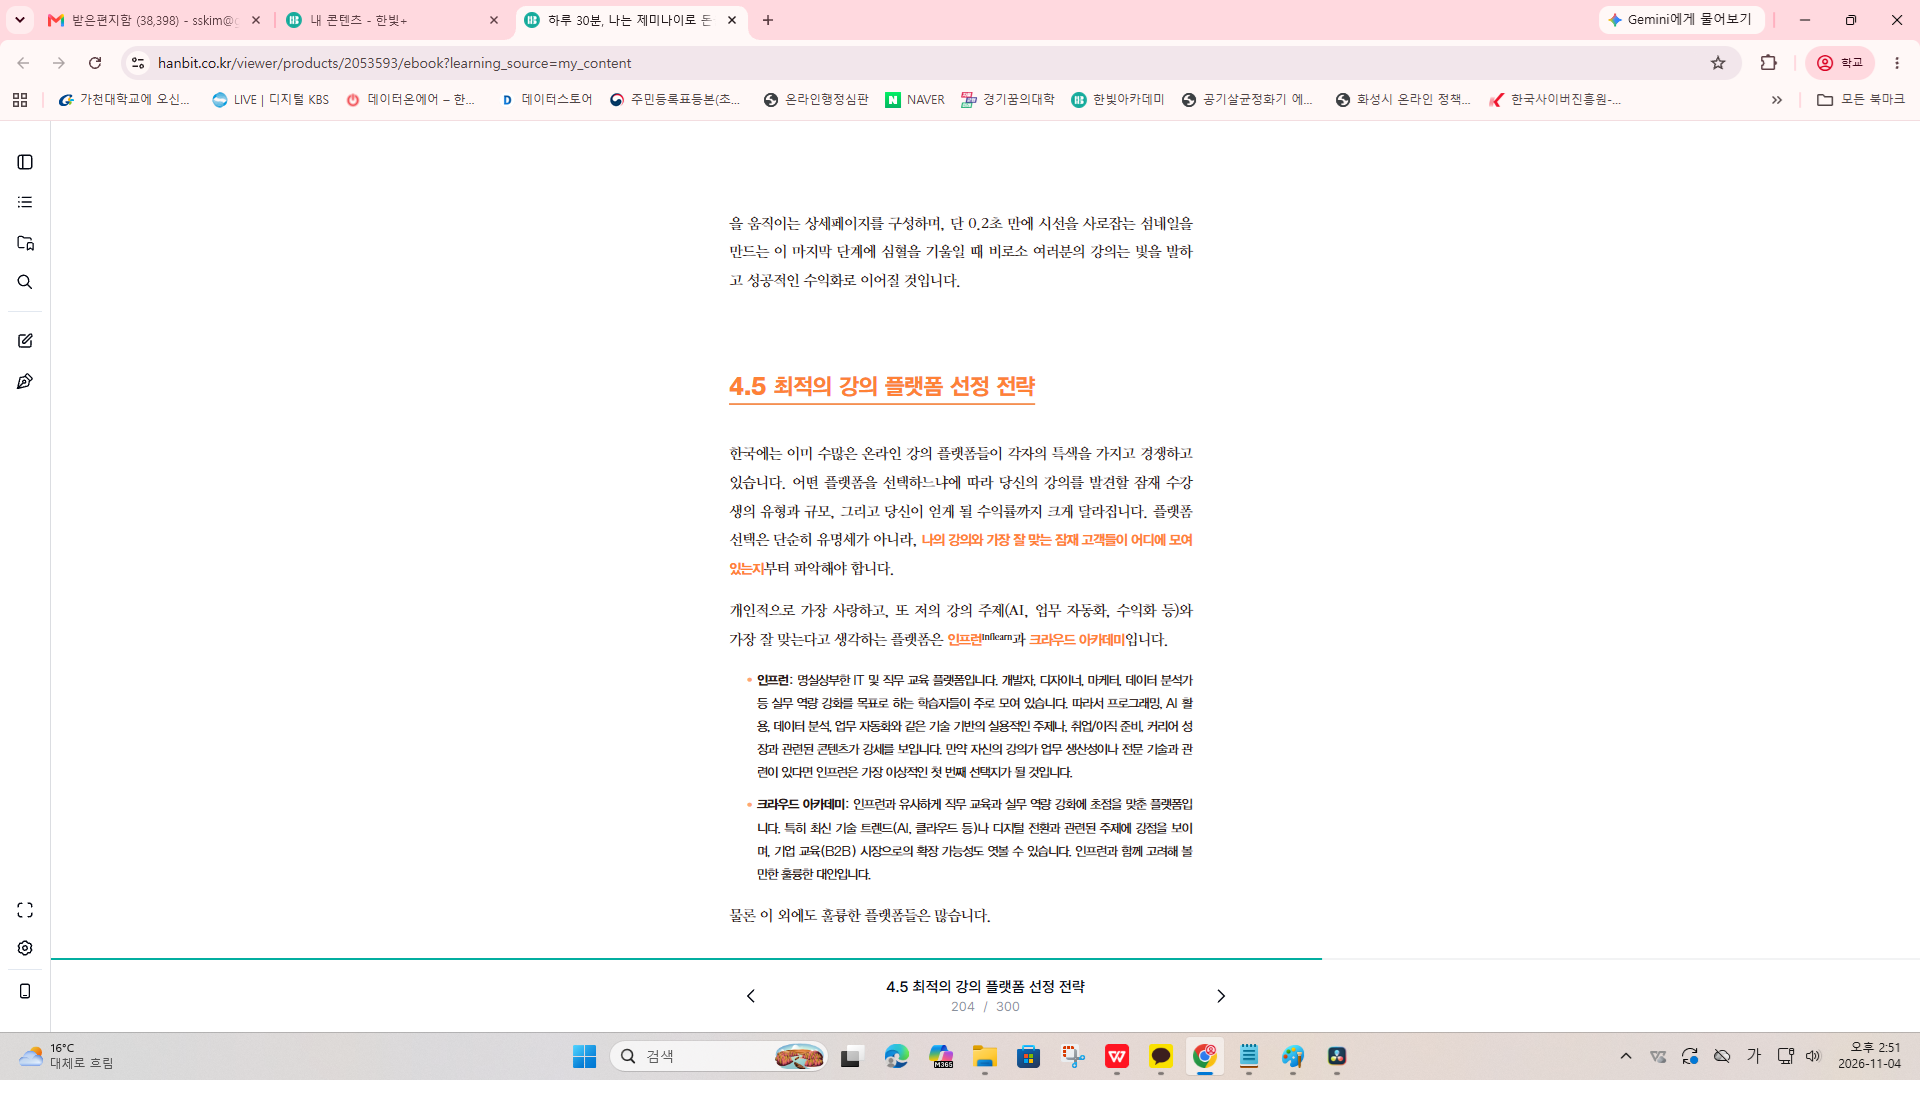 받은편지함 (38,398) - sskim@g
내 콘텐츠 - 한빛+
하루 30분, 나는 제미나이로 돈
Gemini에게 물어보기
hanbit.co.kr/viewer/products/2053593/ebook?learning_source=my_content
학교
가천대학교에 오신... LIVE | 디지털 KBS 데이터온에어 – 한... 데이터스토어 주민등록표등본(초... 온라인행정심판 NAVER 경기꿈의대학 한빛아카데미 공기살균정화기 에... 화성시 온라인 정책... 한국사이버진흥원-... 모든 북마크
을 움직이는 상세페이지를 구성하며, 단 0.2초 만에 시선을 사로잡는 섬네일을
만드는 이 마지막 단계에 심혈을 기울일 때 비로소 여러분의 강의는 빛을 발하
고 성공적인 수익화로 이어질 것입니다.
4.5 최적의 강의 플랫폼 선정 전략
한국에는 이미 수많은 온라인 강의 플랫폼들이 각자의 특색을 가지고 경쟁하고
있습니다. 어떤 플랫폼을 선택하느냐에 따라 당신의 강의를 발견할 잠재 수강
생의 유형과 규모, 그리고 당신이 얻게 될 수익률까지 크게 달라집니다. 플랫폼
선택은 단순히 유명세가 아니라, 나의 강의와 가장 잘 맞는 잠재 고객들이 어디에 모여
있는지부터 파악해야 합니다.
개인적으로 가장 사랑하고, 또 저의 강의 주제(AI, 업무 자동화, 수익화 등)와
가장 잘 맞는다고 생각하는 플랫폼은 인프런Inflearn과 크라우드 아카데미입니다.
• 인프런: 명실상부한 IT 및 직무 교육 플랫폼입니다. 개발자, 디자이너, 마케터, 데이터 분석가
등 실무 역량 강화를 목표로 하는 학습자들이 주로 모여 있습니다. 따라서 프로그래밍, AI 활
용, 데이터 분석, 업무 자동화와 같은 기술 기반의 실용적인 주제나, 취업/이직 준비, 커리어 성
장과 관련된 콘텐츠가 강세를 보입니다. 만약 자신의 강의가 업무 생산성이나 전문 기술과 관
련이 있다면 인프런은 가장 이상적인 첫 번째 선택지가 될 것입니다.
• 크라우드 아카데미: 인프런과 유사하게 직무 교육과 실무 역량 강화에 초점을 맞춘 플랫폼입
니다. 특히 최신 기술 트렌드(AI, 클라우드 등)나 디지털 전환과 관련된 주제에 강점을 보이
며, 기업 교육(B2B) 시장으로의 확장 가능성도 엿볼 수 있습니다. 인프런과 함께 고려해 볼
만한 훌륭한 대안입니다.
물론 이 외에도 훌륭한 플랫폼들은 많습니다.
4.5 최적의 강의 플랫폼 선정 전략
204 / 300
16°C
대체로 흐림
검색
M365
가
오후 2:51
2026-11-04